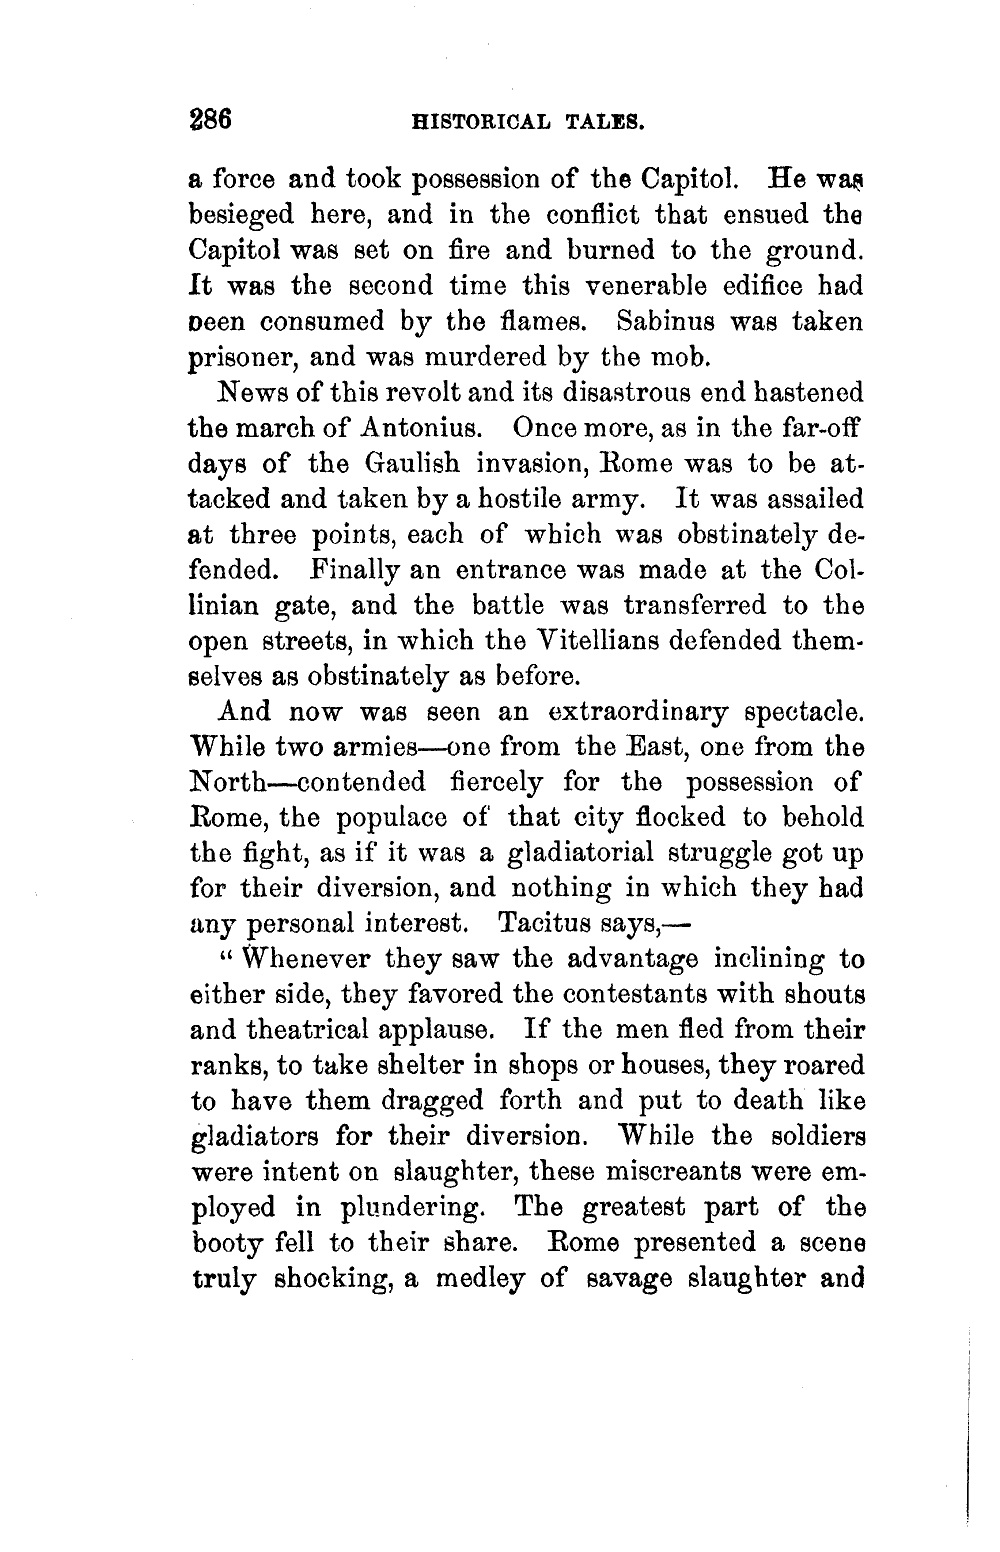 286 HISTORICAL TALES.
a force and took possession of the Capitol. He was
besieged here, and in the conflict that ensued the
Capitol was set on fire and burned to the ground.
It was the second time this venerable edifice had
been consumed by the flames. Sabinus was taken
prisoner, and was murdered by the mob.
News of this revolt and its disastrous end hastened
the march of Antonius. Once more, as in the far-off
days of the Gaulish invasion, Rome was to be at-
tacked and taken by a hostile army. It was assailed
at three points, each of which was obstinately de-
fended. Finally an entrance was made at the Col-
linian gate, and the battle was transferred to the
open streets, in which the Vitellians defended them-
selves as obstinately as before.
And now was seen an extraordinary spectacle.
While two armies—one from the East, one from the
North—contended fiercely for the possession of
Rome, the populace of that city flocked to behold
the fight, as if it was a gladiatorial struggle got up
for their diversion, and nothing in which they had
any personal interest. Tacitus says,—
“ Whenever they saw the advantage inclining to
either side, they favored the contestants with shouts
and theatrical applause. If the men fled from their
ranks, to take shelter in shops or houses, they roared
to have them dragged forth and put to death like
gladiators for their diversion. While the soldiers
were intent on slaughter, these miscreants were em-
ployed in plundering. The greatest part of the
booty fell to their share. Rome presented a scene
truly shocking, a medley of savage slaughter and